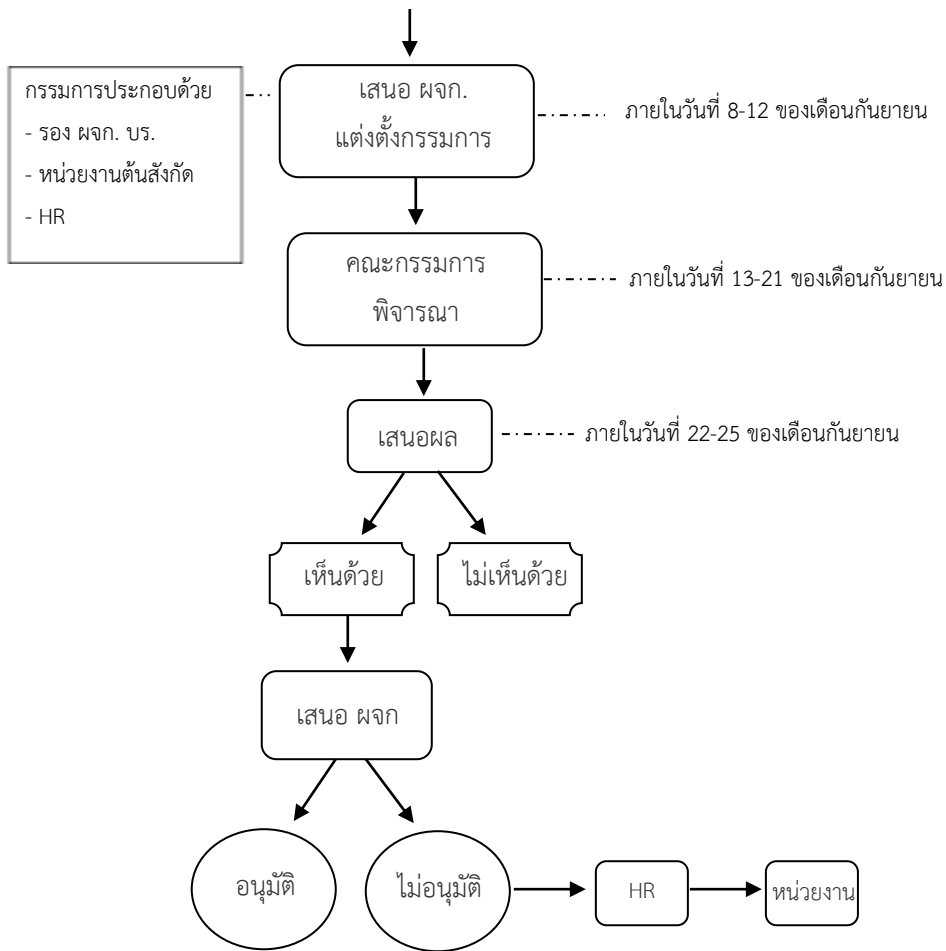 กรรมการประกอบด้วย
- รอง ผจก. บร.
- หน่วยงานต้นสังกัด
- HR
เสนอ ผจก.
แต่งตั้งกรรมการ
ภายในวันที่ 8-12 ของเดือนกันยายน
คณะกรรมการ
พิจารณา
ภายในวันที่ 13-21 ของเดือนกันยายน
เสนอผล
ภายในวันที่ 22-25 ของเดือนกันยายน
เห็นด้วย
ไม่เห็นด้วย
เสนอ ผจก
อนุมัติ
ไม่อนุมัติ
HR
หน่วยงาน